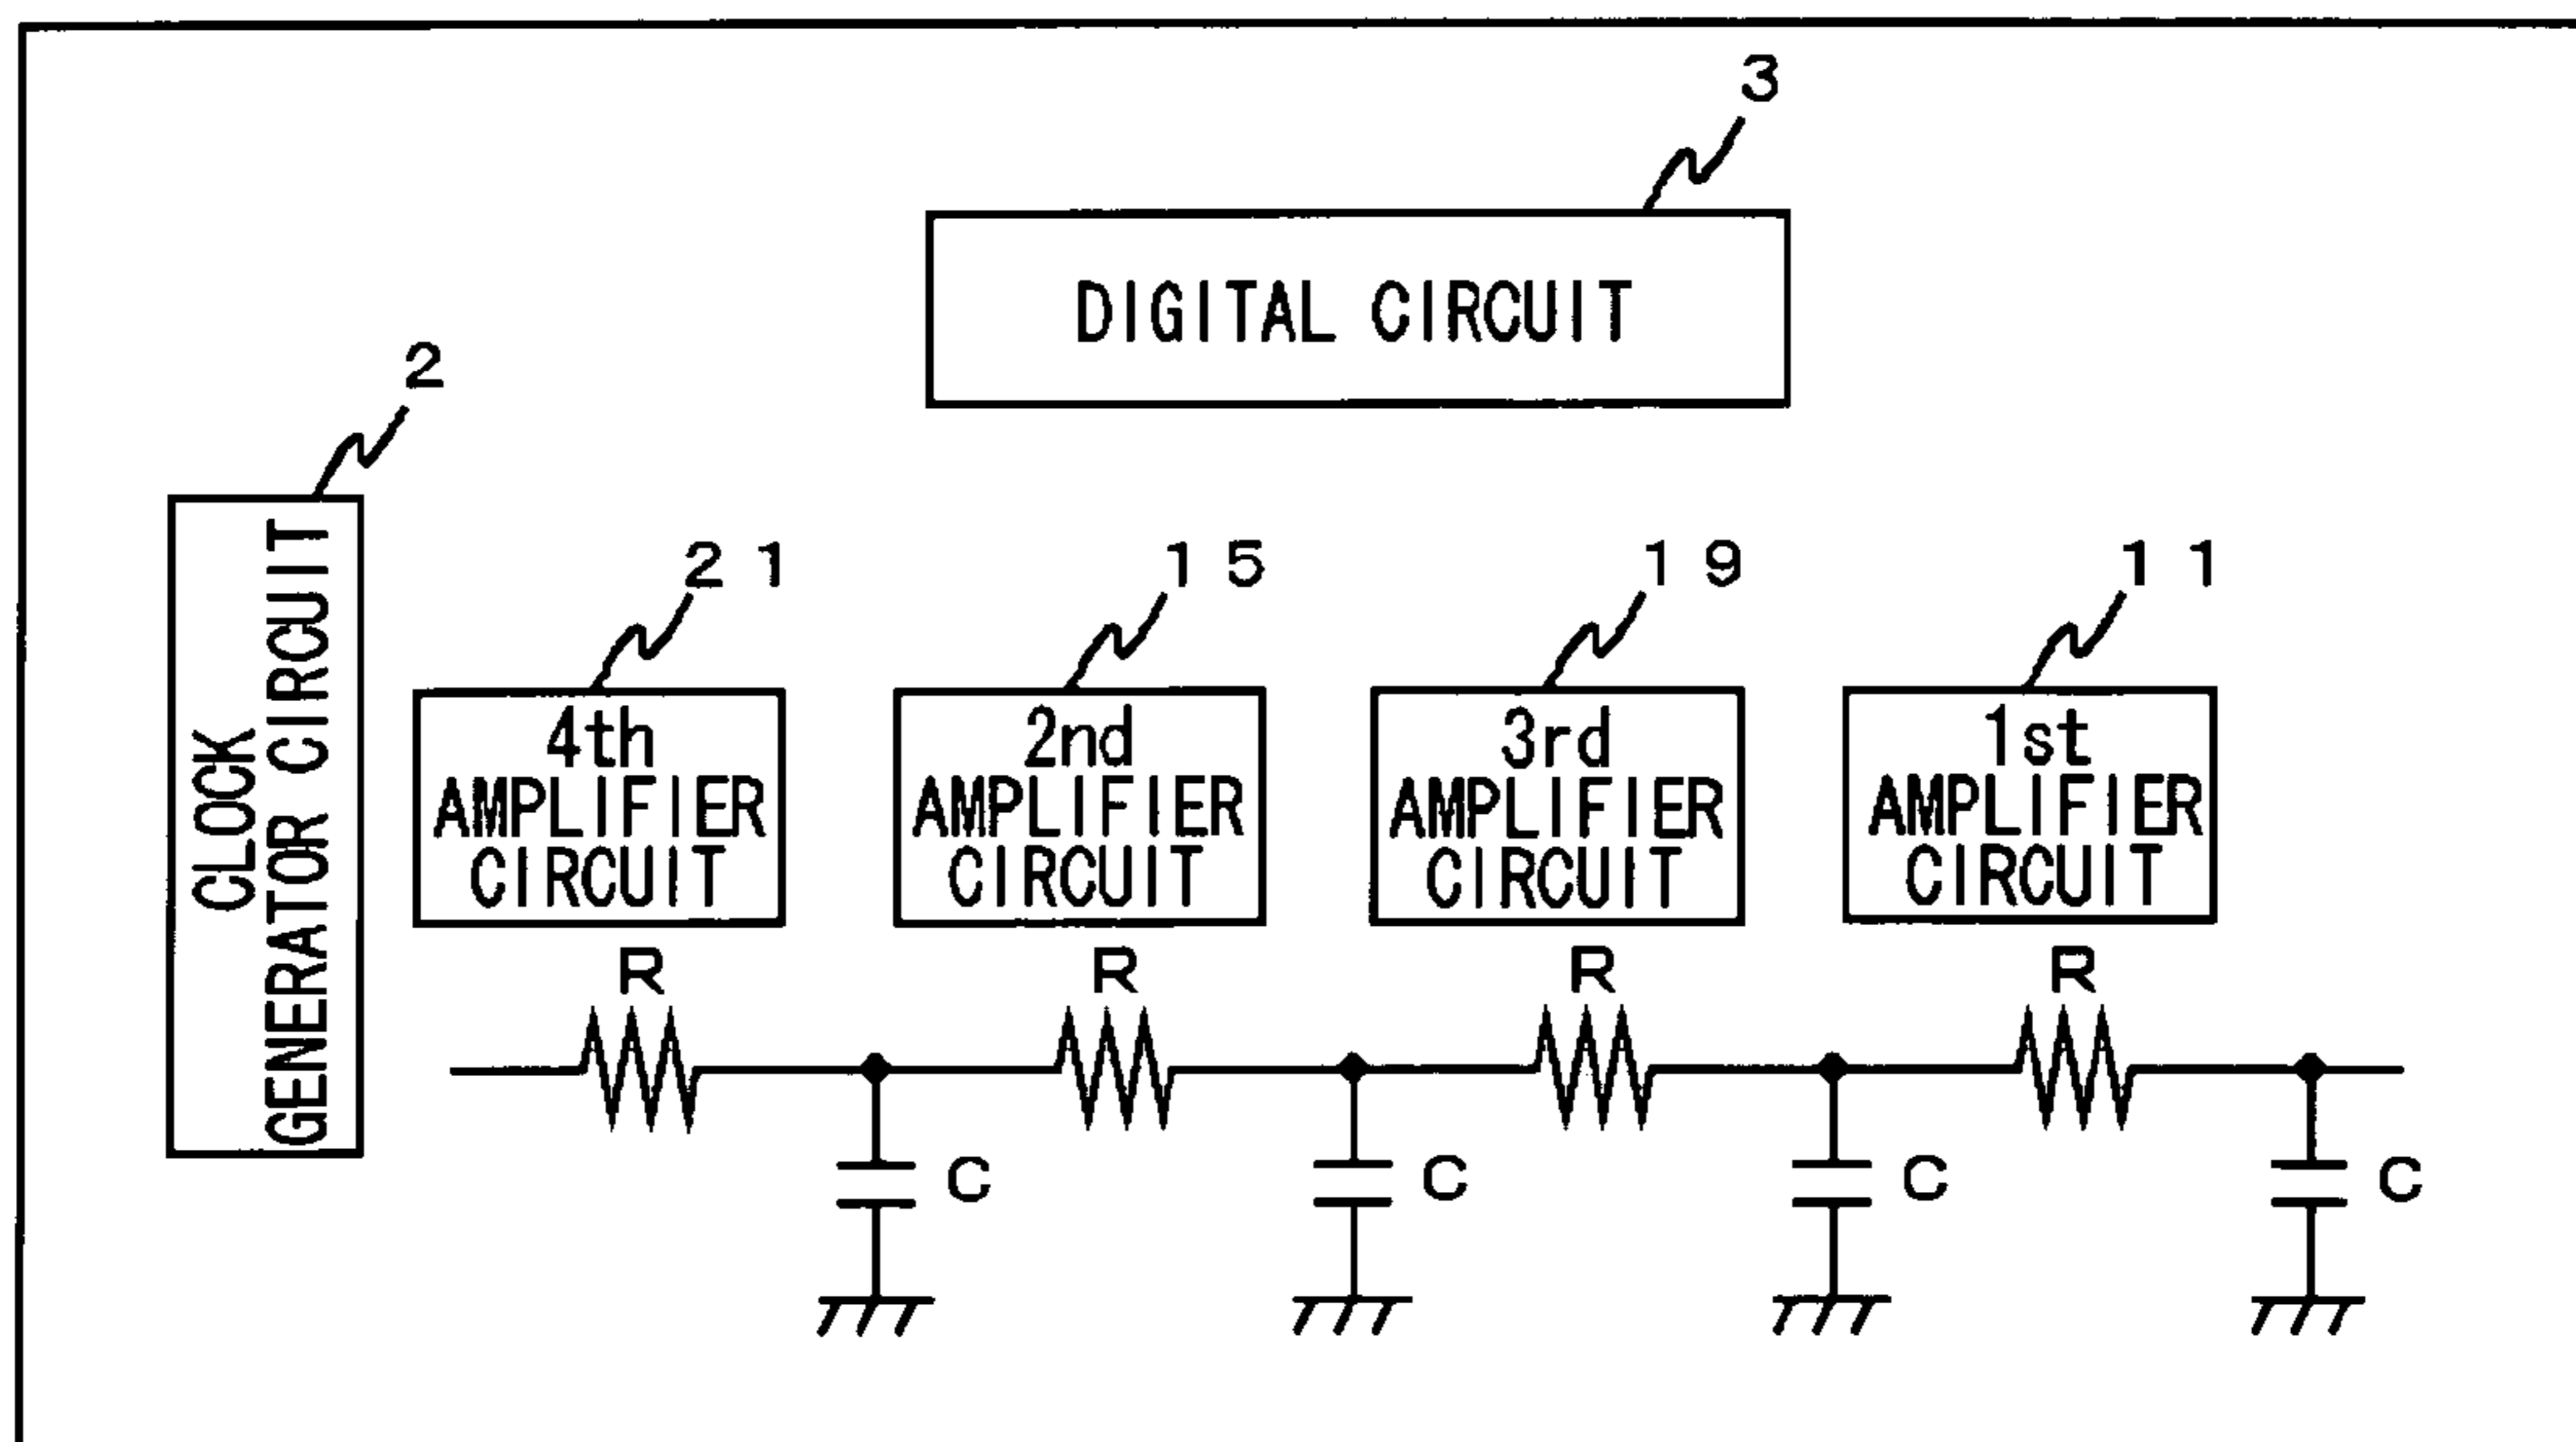 3
DIGITAL CIRCUIT
2
CLOCK
GENERATOR CIRCUIT
21
4th
AMPLIFIER
CIRCUIT
15
2nd
AMPLIFIER
CIRCUIT
19
3rd
AMPLIFIER
CIRCUIT
11
1st
AMPLIFIER
CIRCUIT
R
R
R
R
C
C
C
C